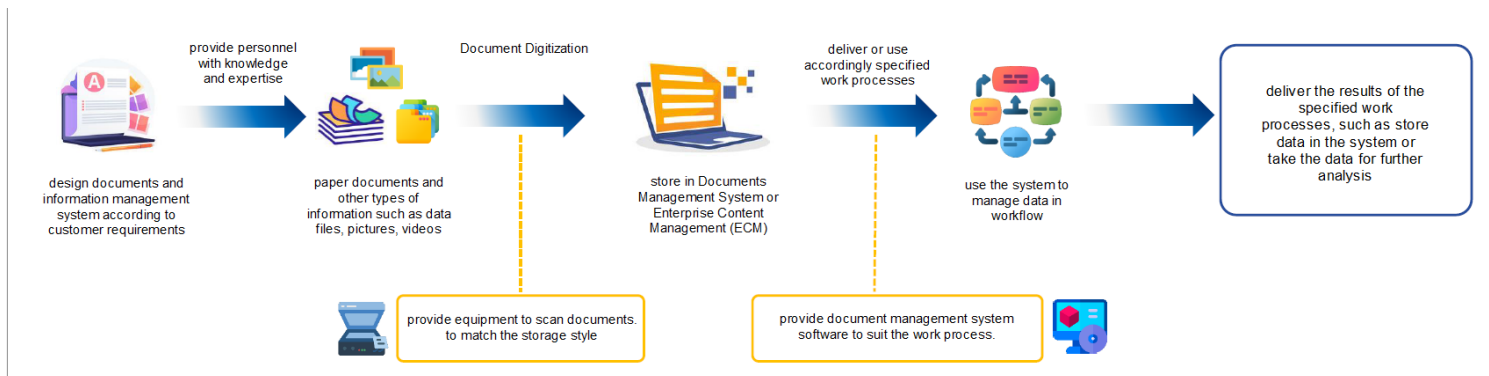 provide personnel
with knowledge
and expertise
Document Digitization
deliver or use
accordingly specified
work processes
A
design documents and
information management
system according to
customer requirements
paper documents and
other types of
information such as data
files, pictures, videos
store in Documents
Management System or
Enterprise Content
Management (ECM)
use the system to
manage data in
workflow
deliver the results of the
specified work
processes, such as store
data in the system or
take the data for further
analysis
provide equipment to scan documents.
to match the storage style
provide document management system
software to suit the work process.